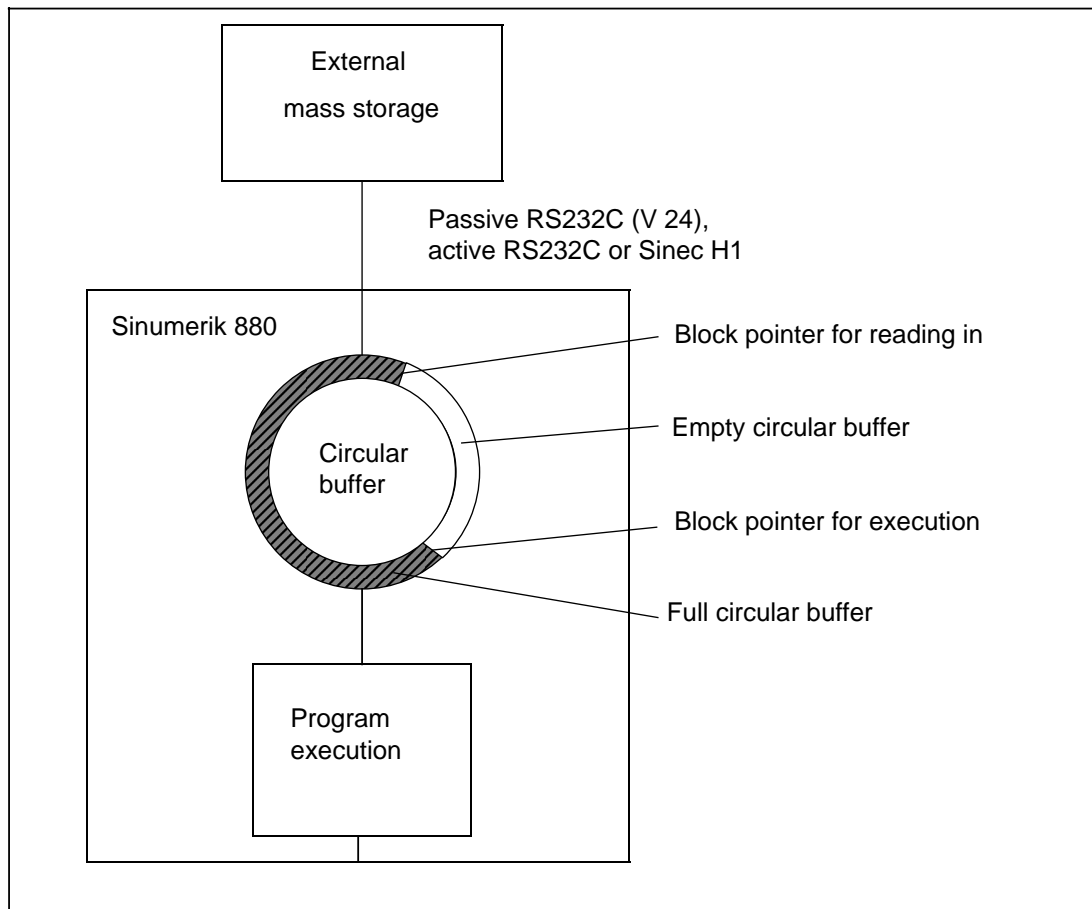 External
mass storage
Passive RS232C (V 24),
active RS232C or Sinec H1
Sinumerik 880
Block pointer for reading in
Empty circular buffer
Circular
buffer
Block pointer for execution
Full circular buffer
Program
execution